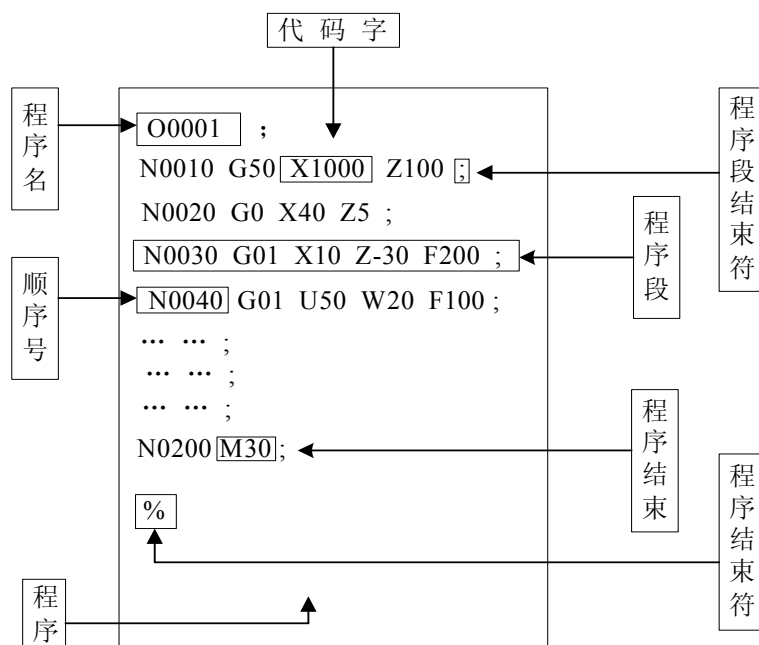 代码字
程序名
O0001 ;
N0010 G50 X1000 Z100 ;
程序段结束符
N0020 G0 X40 Z5 ;
N0030 G01 X10 Z-30 F200 ;
程序段
顺序号
N0040 G01 U50 W20 F100 ;
… … ;
… … ;
… … ;
N0200 M30 ;
程序结束
%
程序结束符
程序